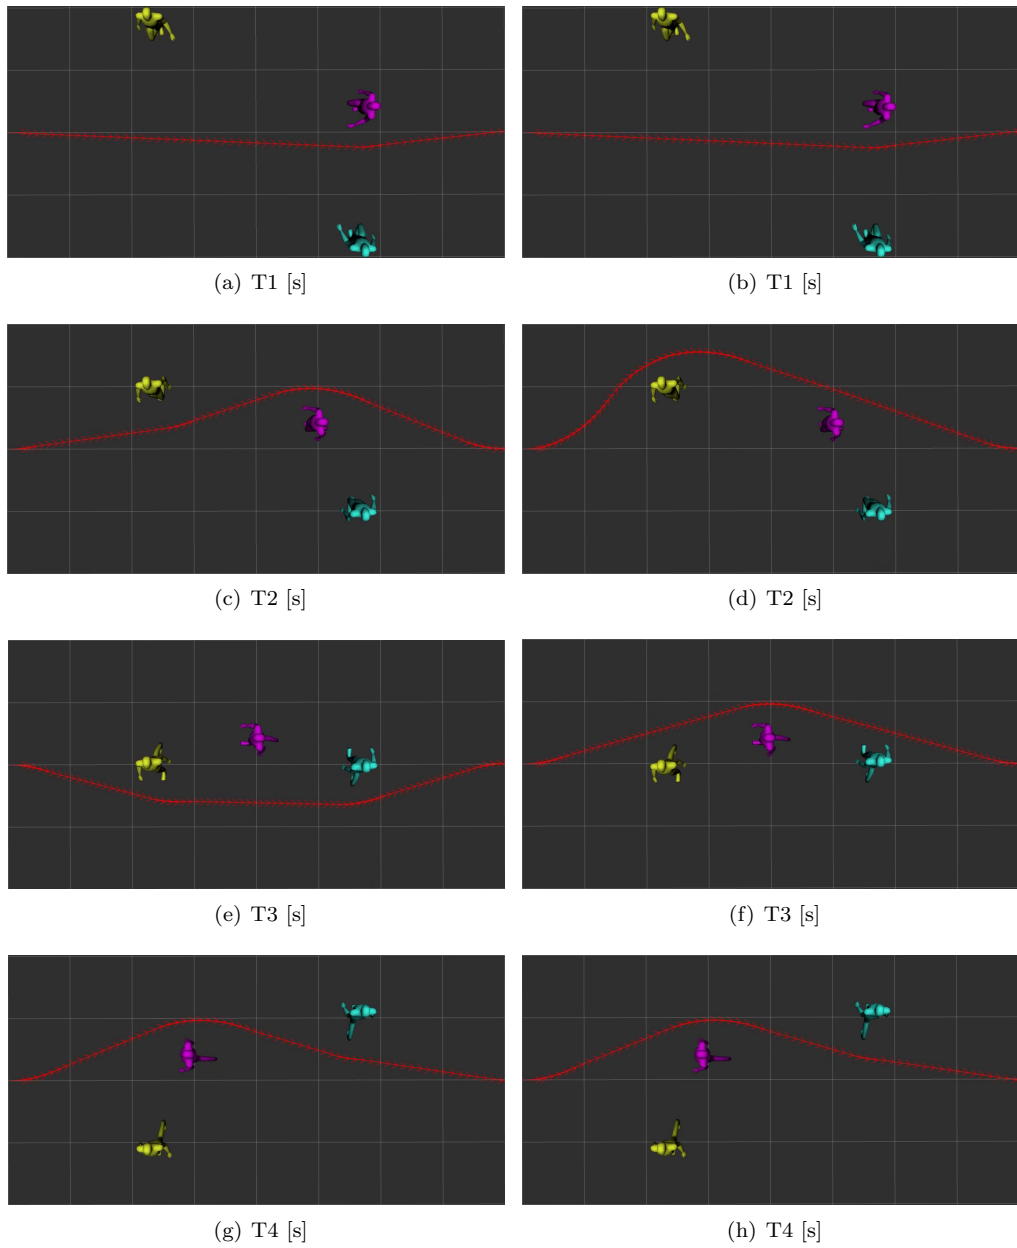 (a) T1 [s]
(b) T1 [s]
(c) T2 [s]
(d) T2 [s]
(e) T3 [s]
(f) T3 [s]
(g) T4 [s]
(h) T4 [s]